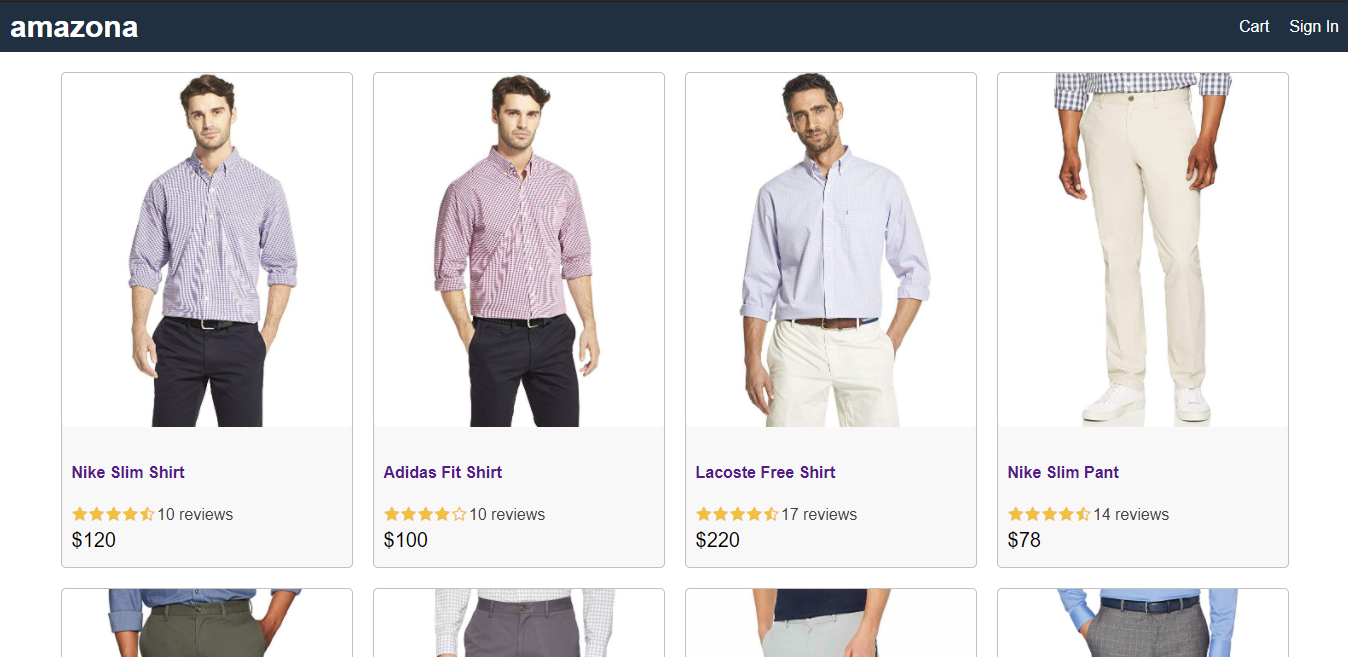 amazona
Cart
Sign In
Nike Slim Shirt
10 reviews
$120
Adidas Fit Shirt
10 reviews
$100
Lacoste Free Shirt
17 reviews
$220
Nike Slim Pant
14 reviews
$78